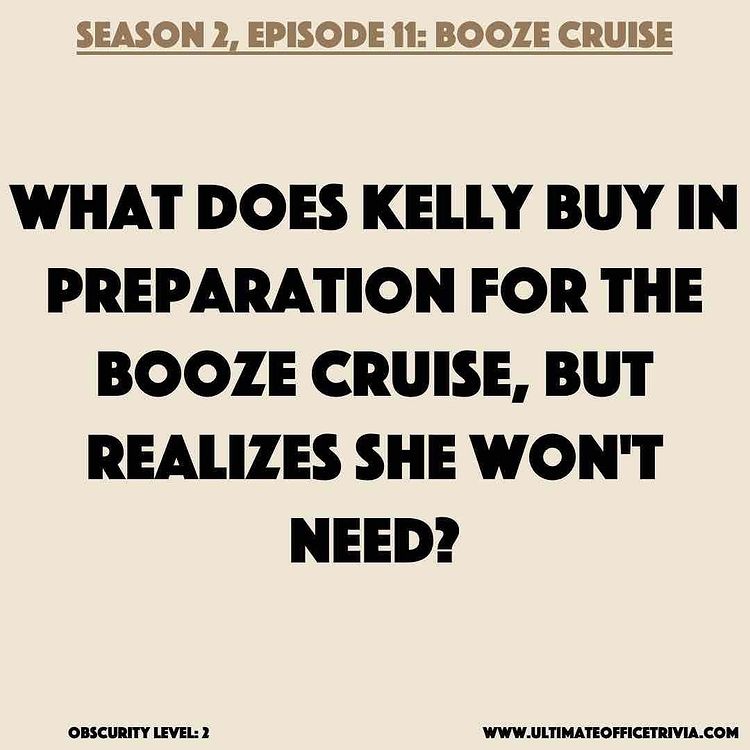 SEASON 2, EPISODE 11: BOOZE CRUISE
WHAT DOES KELLY BUY IN
PREPARATION FOR THE
BOOZE CRUISE, BUT
REALIZES SHE WON'T
NEED?
OBSCURITY LEVEL: 2
WWW.ULTIMATEOFFICETRIVIA.COM